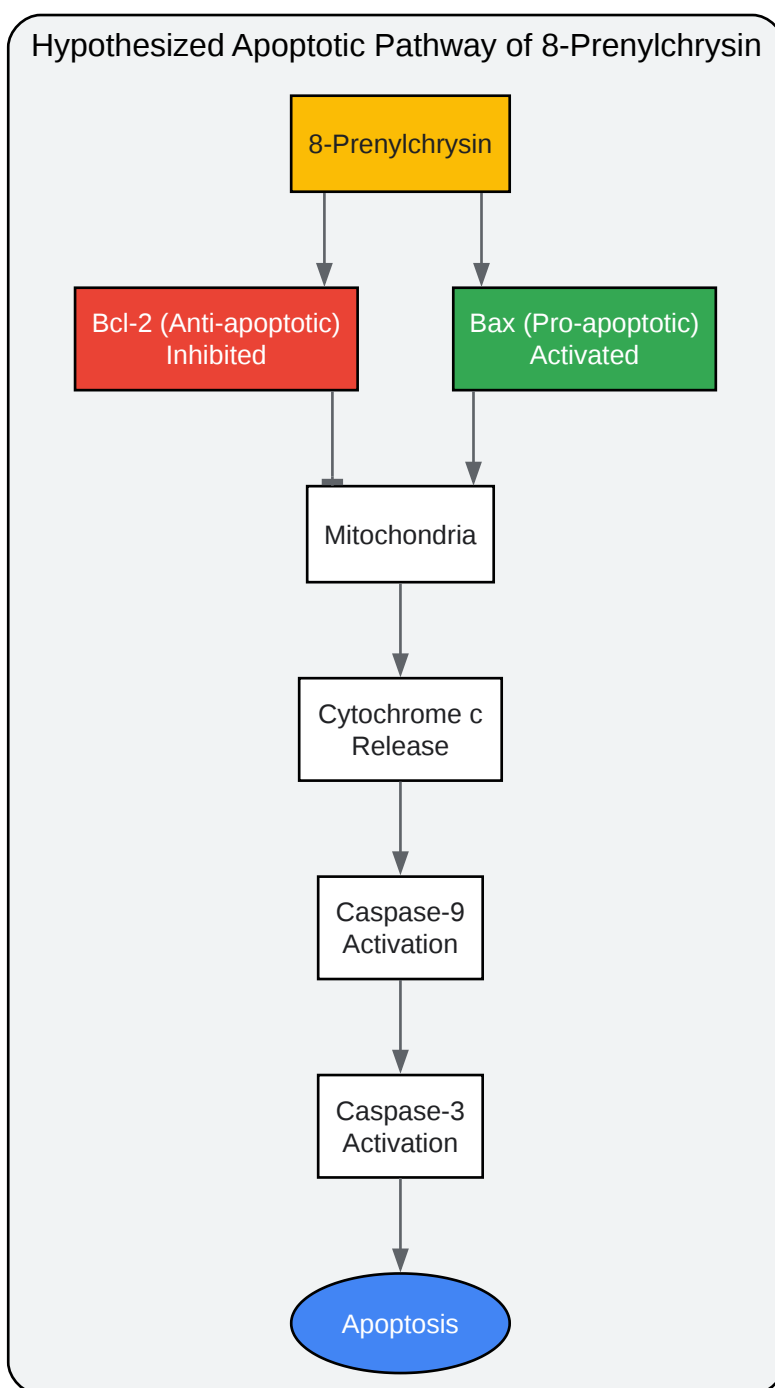 Hypothesized Apoptotic Pathway of 8-Prenylchrysin
8-Prenylchrysin
Bcl-2 (Anti-apoptotic)
Inhibited
Bax (Pro-apoptotic)
Activated
Mitochondria
Cytochrome c
Release
Caspase-9
Activation
Caspase-3
Activation
Apoptosis